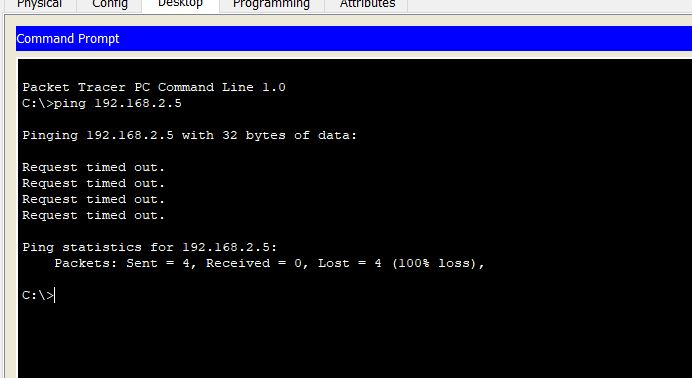 Physical Config Desktop Programming Attributes
Command Prompt
Packet Tracer PC Command Line 1.0
C:\>ping 192.168.2.5
Pinging 192.168.2.5 with 32 bytes of data:
Request timed out.
Request timed out.
Request timed out.
Request timed out.
Ping statistics for 192.168.2.5:
Packets: Sent = 4, Received = 0, Lost = 4 (100% loss),
C:\>